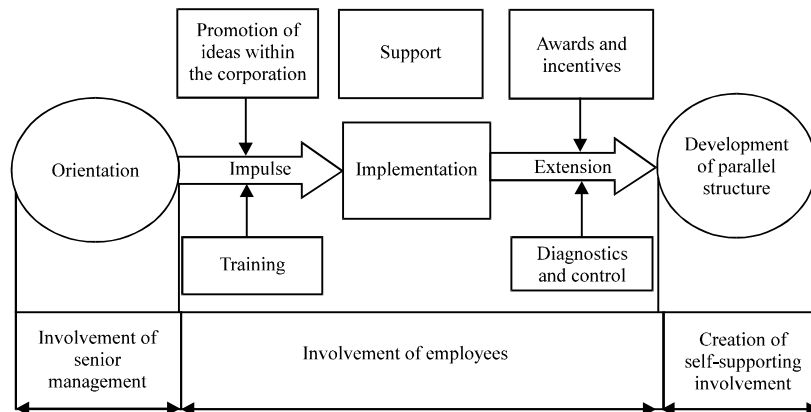 Promotion of
ideas within
the corporation
Support
Awards and
incentives
Orientation
Impulse
Implementation
Extension
Development
of parallel
structure
Training
Diagnostics
and control
Involvement of
senior
management
Involvement of employees
Creation of
self-supporting
involvement